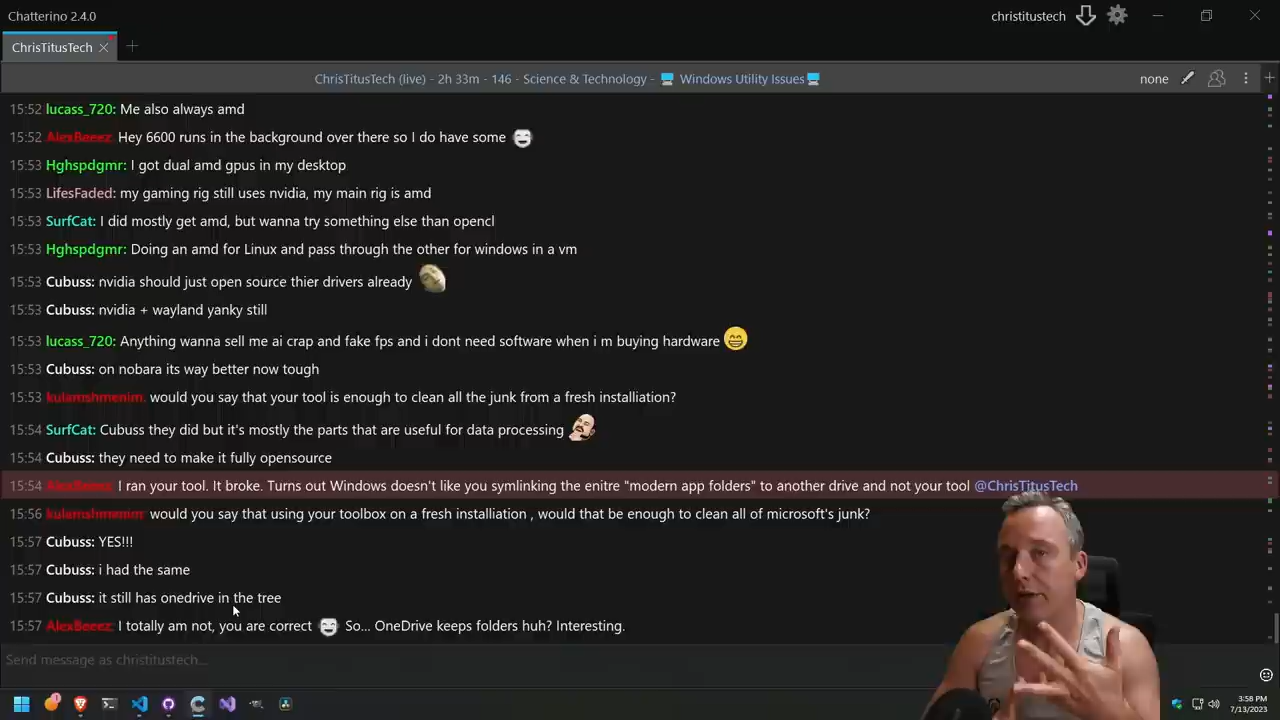 Chatterino 2.4.0
christitustech
ChrisTitusTech
ChrisTitusTech (live) - 2h 33m - 146 - Science & Technology - 💻 Windows Utility Issues💻
none
15:52 lucass_720: Me also always amd
15:52 AlexBeeez: Hey 6600 runs in the background over there so I do have some
15:53 Hghspdgmr: I got dual amd gpus in my desktop
15:53 LifesFaded: my gaming rig still uses nvidia, my main rig is amd
15:53 SurfCat: I did mostly get amd, but wanna try something else than opencl
15:53 Hghspdgmr: Doing an amd for Linux and pass through the other for windows in a vm
15:53 Cubuss: nvidia should just open source thier drivers already
15:53 Cubuss: nvidia + wayland yanky still
15:53 lucass_720: Anything wanna sell me ai crap and fake fps and i dont need software when i m buying hardware 😁
15:53 Cubuss: on nobara its way better now tough
15:53 kulamshmenim: would you say that your tool is enough to clean all the junk from a fresh installiation?
15:54 SurfCat: Cubuss they did but it's mostly the parts that are useful for data processing
15:54 Cubuss: they need to make it fully opensource
15:54 AlexBeeez: I ran your tool. It broke. Turns out Windows doesn't like you symlinking the enitre "modern app folders" to another drive and not your tool @ChrisTitusTech
15:56 kulamshmenim: would you say that using your toolbox on a fresh installiation , would that be enough to clean all of microsoft's junk?
15:57 Cubuss: YES!!!
15:57 Cubuss: i had the same
15:57 Cubuss: it still has onedrive in the tree
15:57 AlexBeeez: I totally am not, you are correct So... OneDrive keeps folders huh? Interesting.
Send message as christitustech...
3:58 PM
7/13/2023